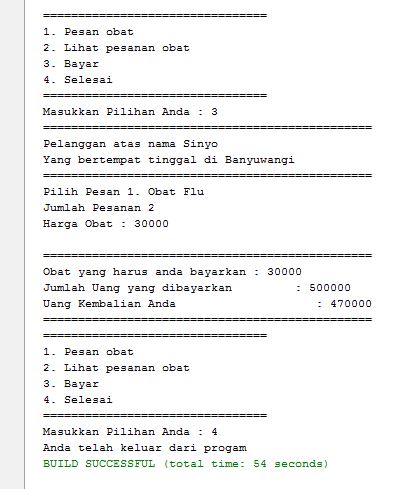 ================================
1. Pesan obat
2. Lihat pesanan obat
3. Bayar
4. Selesai
================================
Masukkan Pilihan Anda : 3
===============================================
Pelanggan atas nama Sinyo
Yang bertempat tinggal di Banyuwangi
===============================================
Pilih Pesan 1. Obat Flu
Jumlah Pesanan 2
Harga Obat : 30000
===============================================
Obat yang harus anda bayarkan : 30000
Jumlah Uang yang dibayarkan         : 500000
Uang Kembalian Anda                    : 470000
===============================================
================================
1. Pesan obat
2. Lihat pesanan obat
3. Bayar
4. Selesai
================================
Masukkan Pilihan Anda : 4
Anda telah keluar dari progam
BUILD SUCCESSFUL (total time: 54 seconds)